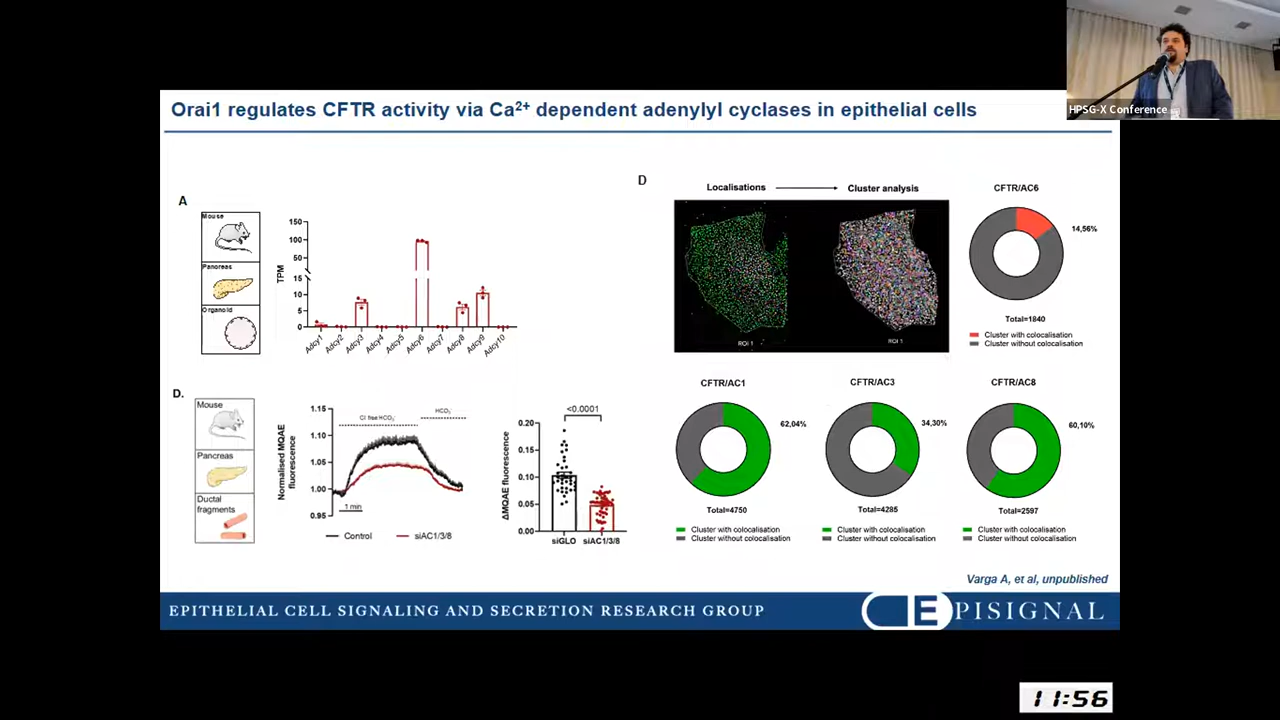 HPSG-X Conference
Orai1 regulates CFTR activity via Ca2+ dependent adenylyl cyclases in epithelial cells
A
Mouse
Pancreas
Organoid
TPM
150
100
50
15
10
5
0
Adcy1
Adcy2
Adcy3
Adcy4
Adcy5
Adcy6
Adcy7
Adcy8
Adcy9
Adcy10
D
Localisations
Cluster analysis
ROI 1
ROI 1
CFTR/AC6
14,56%
Total=1840
Cluster with colocalisation
Cluster without colocalisation
D.
Mouse
Pancreas
Ductal
fragments
Normalised MQAE
fluorescence
1.15
1.10
1.05
1.00
0.95
Cl- free HCO3-
HCO3-
1 min
Control
siAC1/3/8
ΔMQAE fluorescence
0.20
0.15
0.10
0.05
0.00
<0.0001
siGLO
siAC1/3/8
CFTR/AC1
62,04%
Total=4750
Cluster with colocalisation
Cluster without colocalisation
CFTR/AC3
34,30%
Total=4285
Cluster with colocalisation
Cluster without colocalisation
CFTR/AC8
60,10%
Total=2597
Cluster with colocalisation
Cluster without colocalisation
Varga A, et al, unpublished
EPITHELIAL CELL SIGNALING AND SECRETION RESEARCH GROUP
EPISIGNAL
11:56